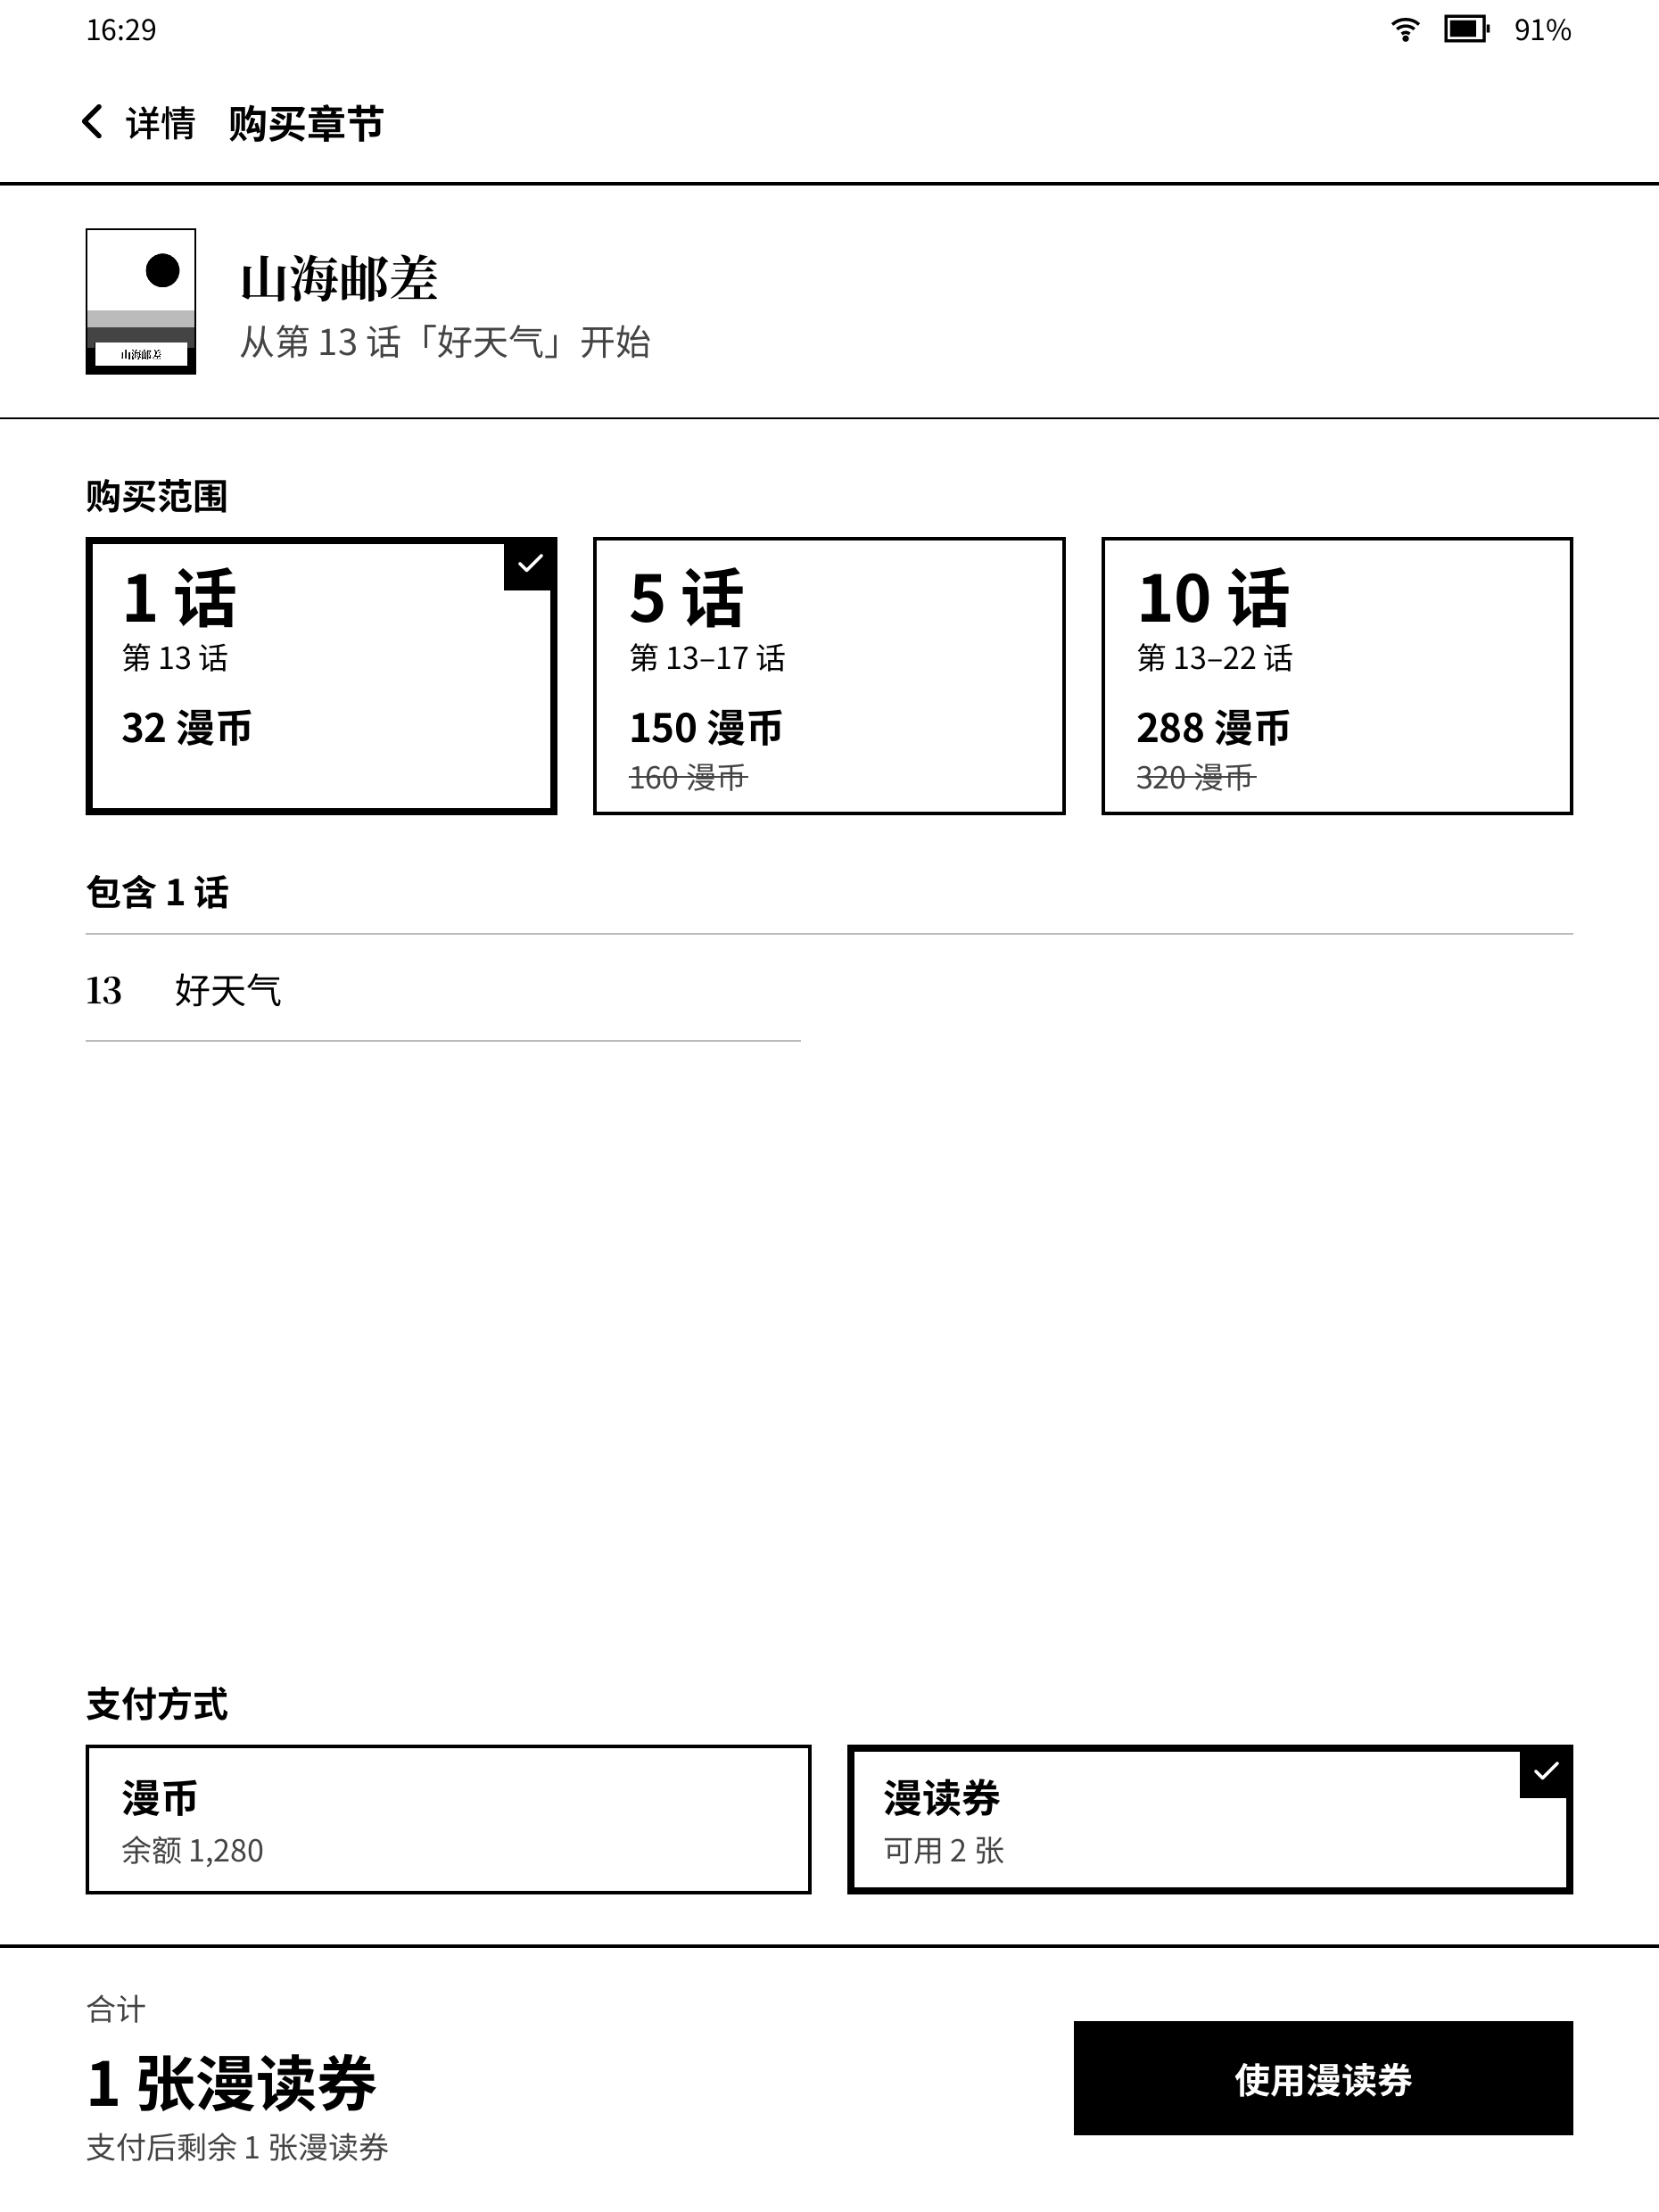 16:29
91%
详情 购买章节
山海邮差
从第 13 话「好天气」开始
山海邮差
购买范围
1 话
第 13 话
32 漫币
5 话
第 13–17 话
150 漫币
160 漫币
10 话
第 13–22 话
288 漫币
320 漫币
包含 1 话
13 好天气
支付方式
漫币
余额 1,280
漫读券
可用 2 张
合计
1 张漫读券
支付后剩余 1 张漫读券
使用漫读券